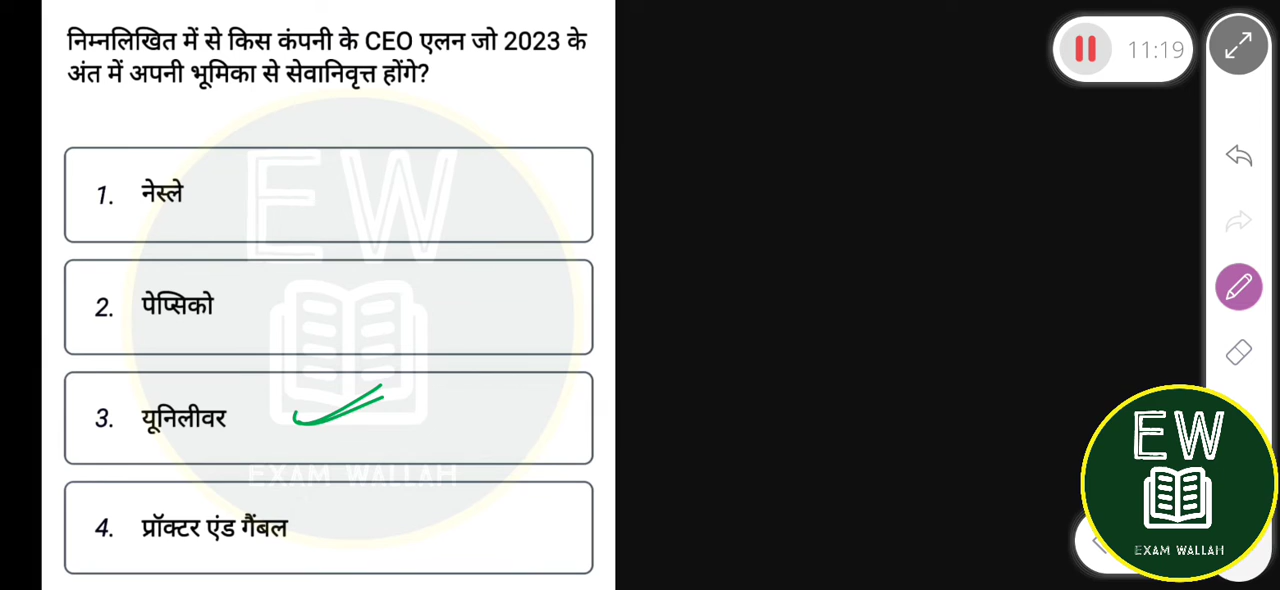 निम्नलिखित में से किस कंपनी के CEO एलन जो 2023 के
अंत में अपनी भूमिका से सेवानिवृत्त होंगे?
11:19
1. नेस्ले
2. पेप्सिको
3. यूनिलीवर
4. प्रॉक्टर एंड गैंबल
EW
EXAM WALLAH
EW
EXAM WALLAH